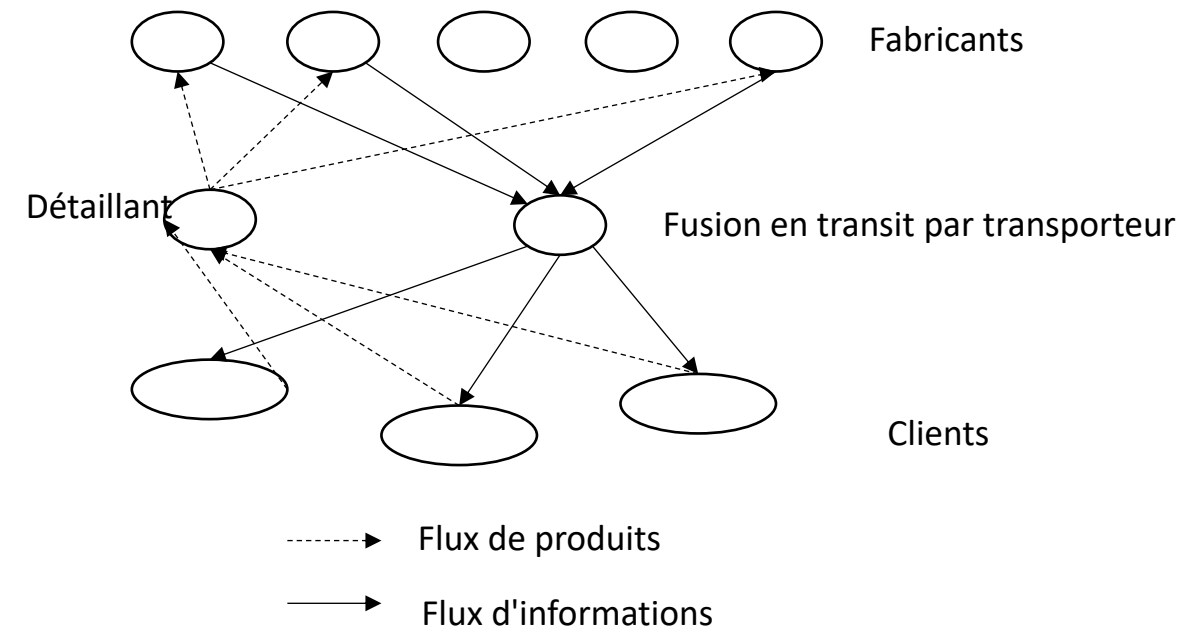 Fabricants
Détaillant
Fusion en transit par transporteur
Clients
Flux de produits
Flux d'informations